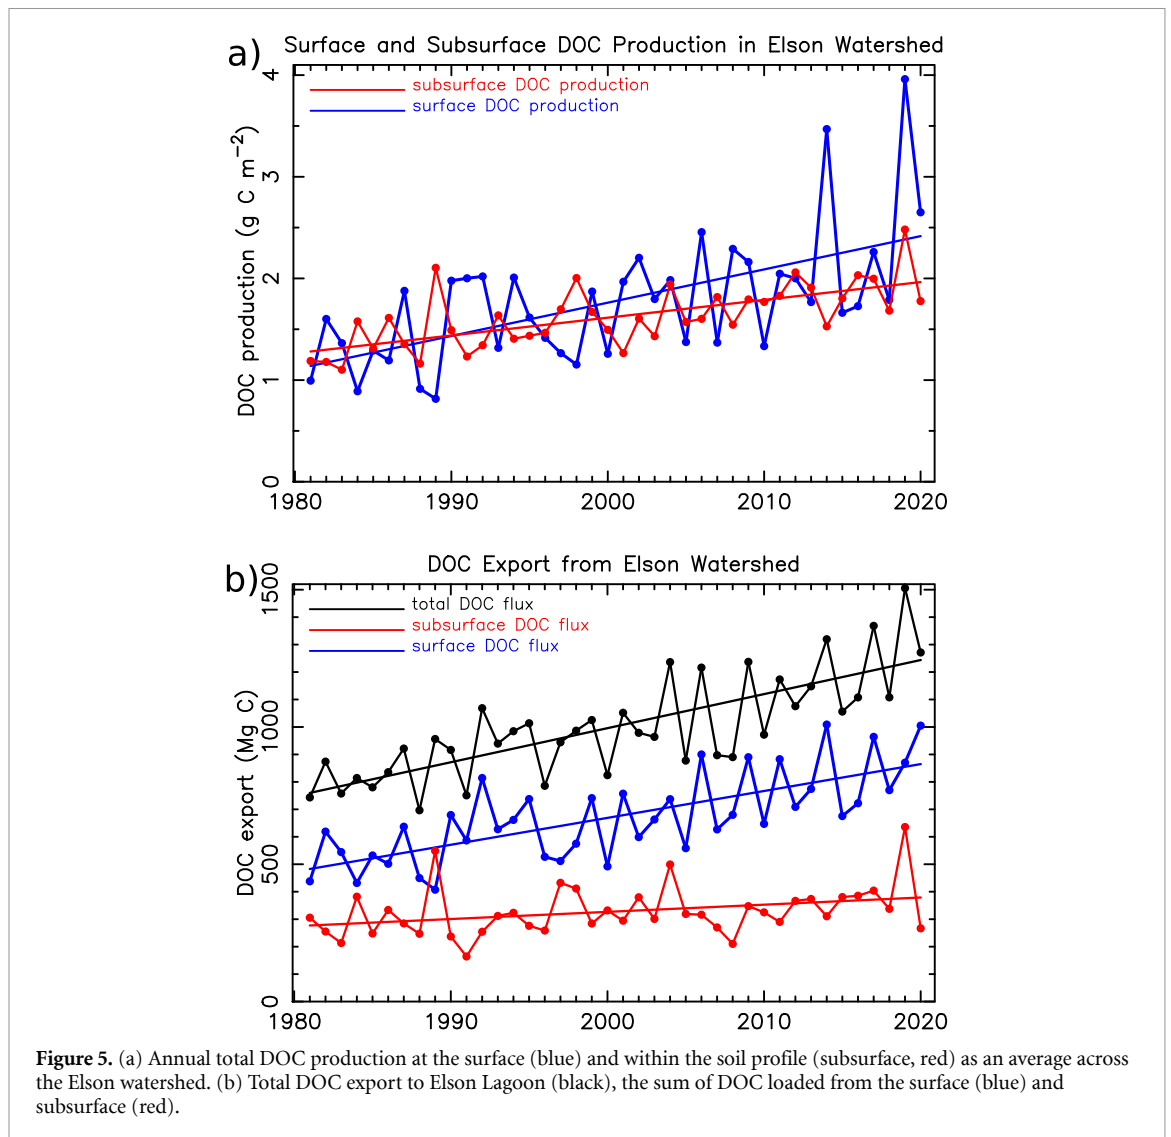 a) Surface and Subsurface DOC Production in Elson Watershed
subsurface DOC production
surface DOC production
DOC production (g C m−2)
4
3
2
1
0
1980 1990 2000 2010 2020
b) DOC Export from Elson Watershed
total DOC flux
subsurface DOC flux
surface DOC flux
DOC export (Mg C)
1500
1000
500
0
1980 1990 2000 2010 2020
Figure 5. (a) Annual total DOC production at the surface (blue) and within the soil profile (subsurface, red) as an average across
the Elson watershed. (b) Total DOC export to Elson Lagoon (black), the sum of DOC loaded from the surface (blue) and
subsurface (red).